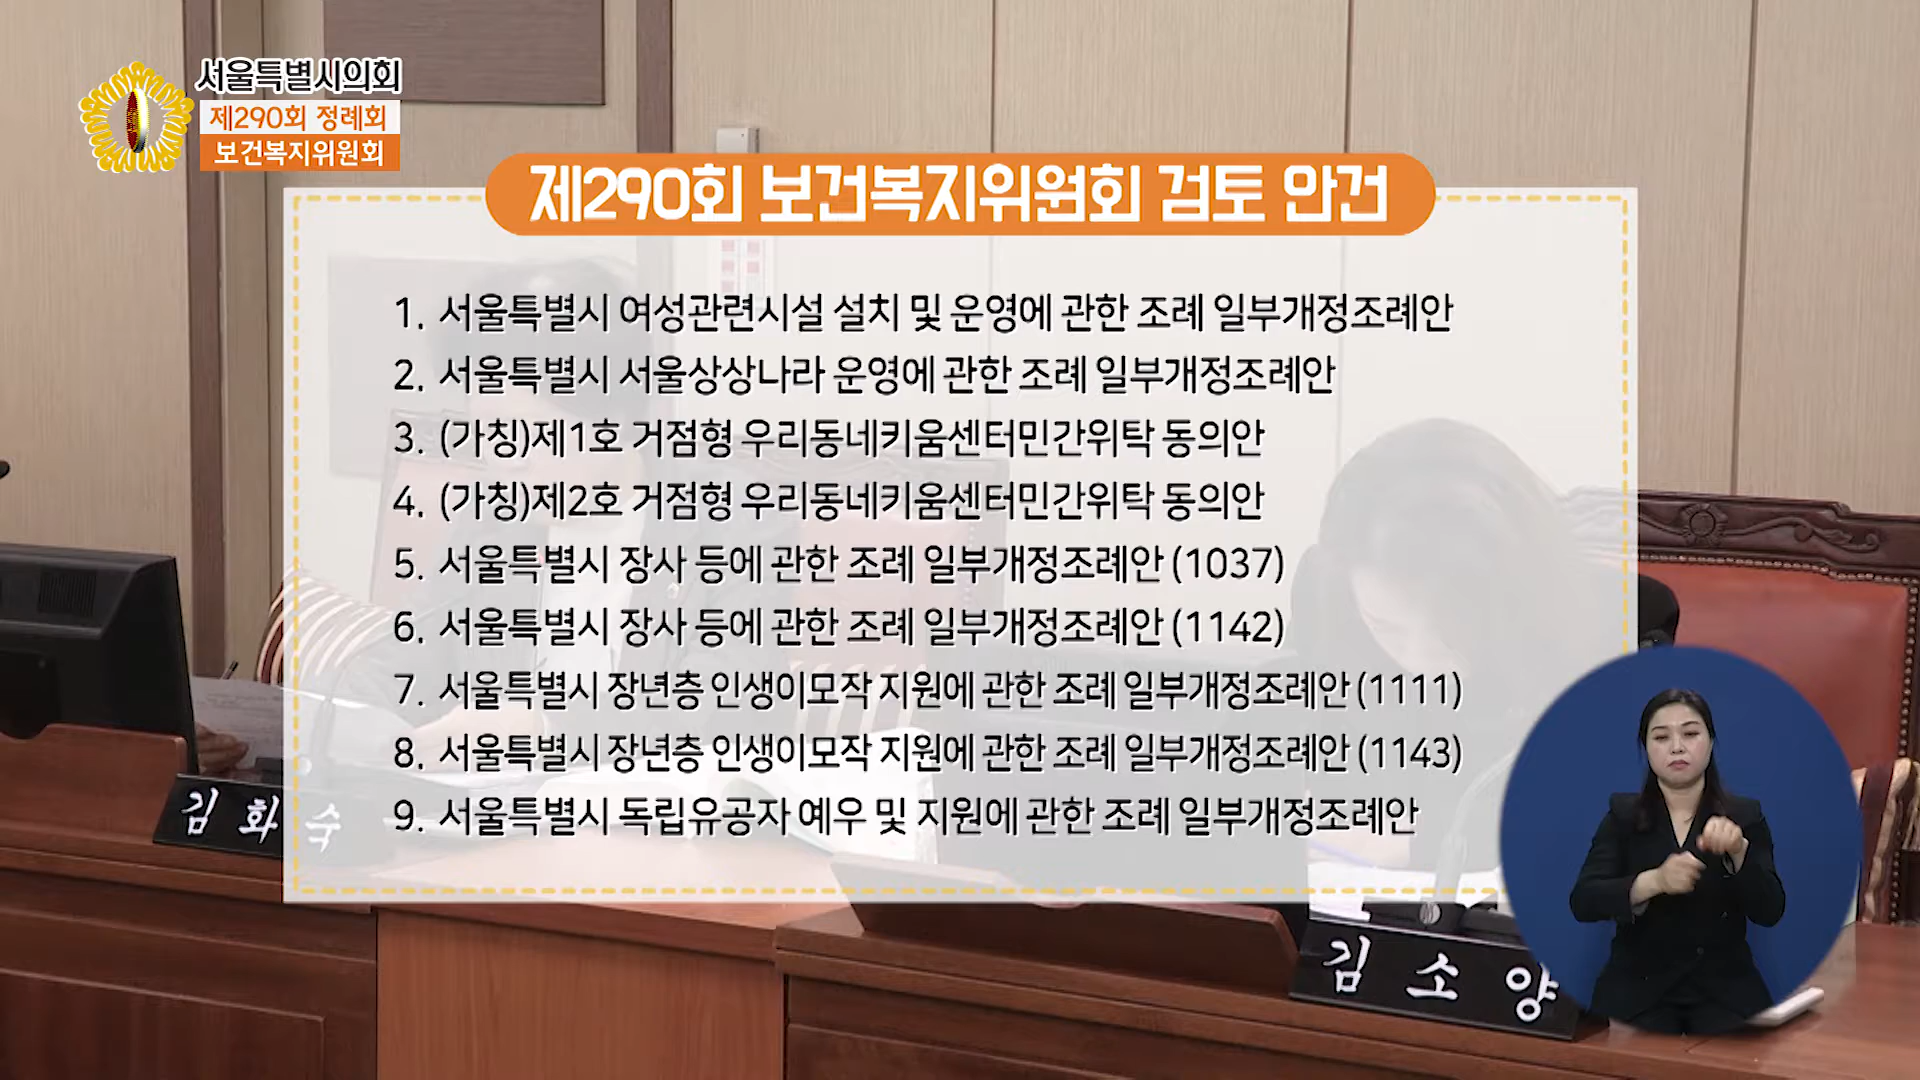 서울특별시의회
제290회 정례회
보건복지위원회
제290회 보건복지위원회 검토 안건
1. 서울특별시 여성관련시설 설치 및 운영에 관한 조례 일부개정조례안
2. 서울특별시 서울상상나라 운영에 관한 조례 일부개정조례안
3. (가칭)제1호 거점형 우리동네키움센터민간위탁 동의안
4. (가칭)제2호 거점형 우리동네키움센터민간위탁 동의안
5. 서울특별시 장사 등에 관한 조례 일부개정조례안 (1037)
6. 서울특별시 장사 등에 관한 조례 일부개정조례안 (1142)
7. 서울특별시 장년층 인생이모작 지원에 관한 조례 일부개정조례안 (1111)
8. 서울특별시 장년층 인생이모작 지원에 관한 조례 일부개정조례안 (1143)
9. 서울특별시 독립유공자 예우 및 지원에 관한 조례 일부개정조례안
김 화 숙
김 소 양